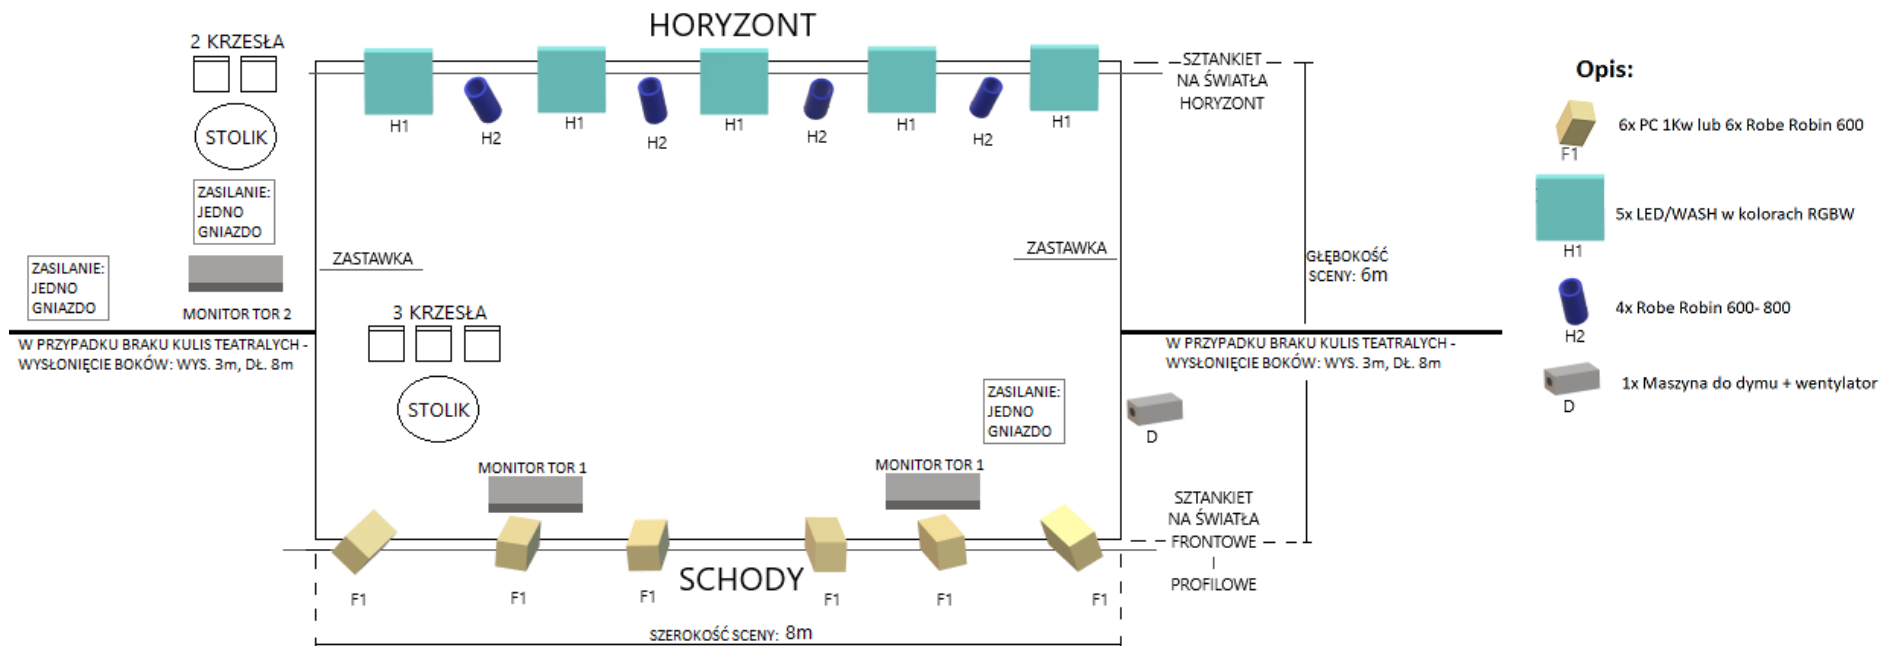 HORYZONT
2 KRZESŁA
STOLIK
ZASILANIE:
JEDNO
GNIAZDO
ZASILANIE:
JEDNO
GNIAZDO
MONITOR TOR 2
W PRZYPADKU BRAKU KULIS TEATRALYCH -
WYSŁONIĘCIE BOKÓW: WYS. 3m, DŁ. 8m
H1
H2
H1
H2
H1
H2
H1
H2
H1
ZASTAWKA
ZASTAWKA
3 KRZESŁA
STOLIK
ZASILANIE:
JEDNO
GNIAZDO
MONITOR TOR 1
MONITOR TOR 1
F1
F1
F1
F1
F1
F1
SCHODY
SZEROKOŚĆ SCENY: 8m
SZTANKIET
NA ŚWIATŁA
HORYZONT
GŁĘBOKOŚĆ
SCENY: 6m
W PRZYPADKU BRAKU KULIS TEATRALYCH -
WYSŁONIĘCIE BOKÓW: WYS. 3m, DŁ. 8m
D
SZTANKIET
NA ŚWIATŁA
FRONTOWE
I
PROFILOWE
Opis:
6x PC 1Kw lub 6x Robe Robin 600
F1
5x LED/WASH w kolorach RGBW
H1
4x Robe Robin 600- 800
H2
1x Maszyna do dymu + wentylator
D